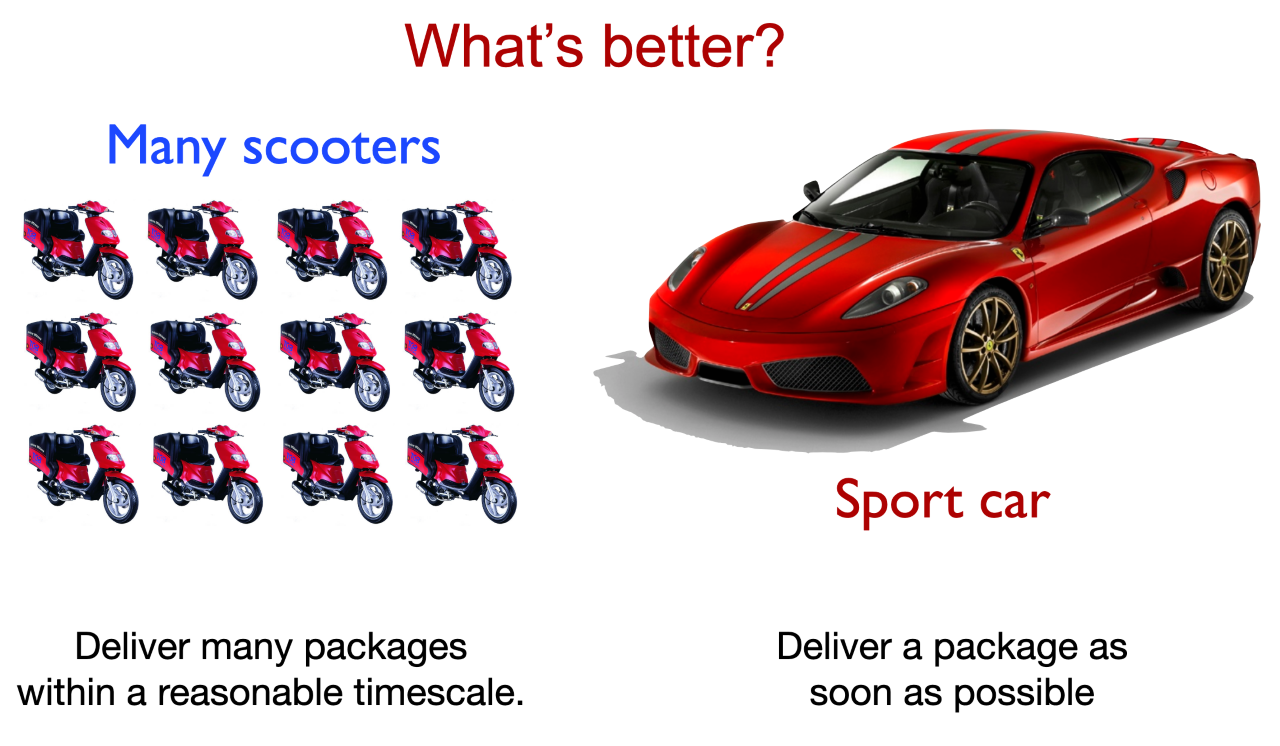 What's better?
Many scooters
Sport car
Deliver many packages
within a reasonable timescale.
Deliver a package as
soon as possible